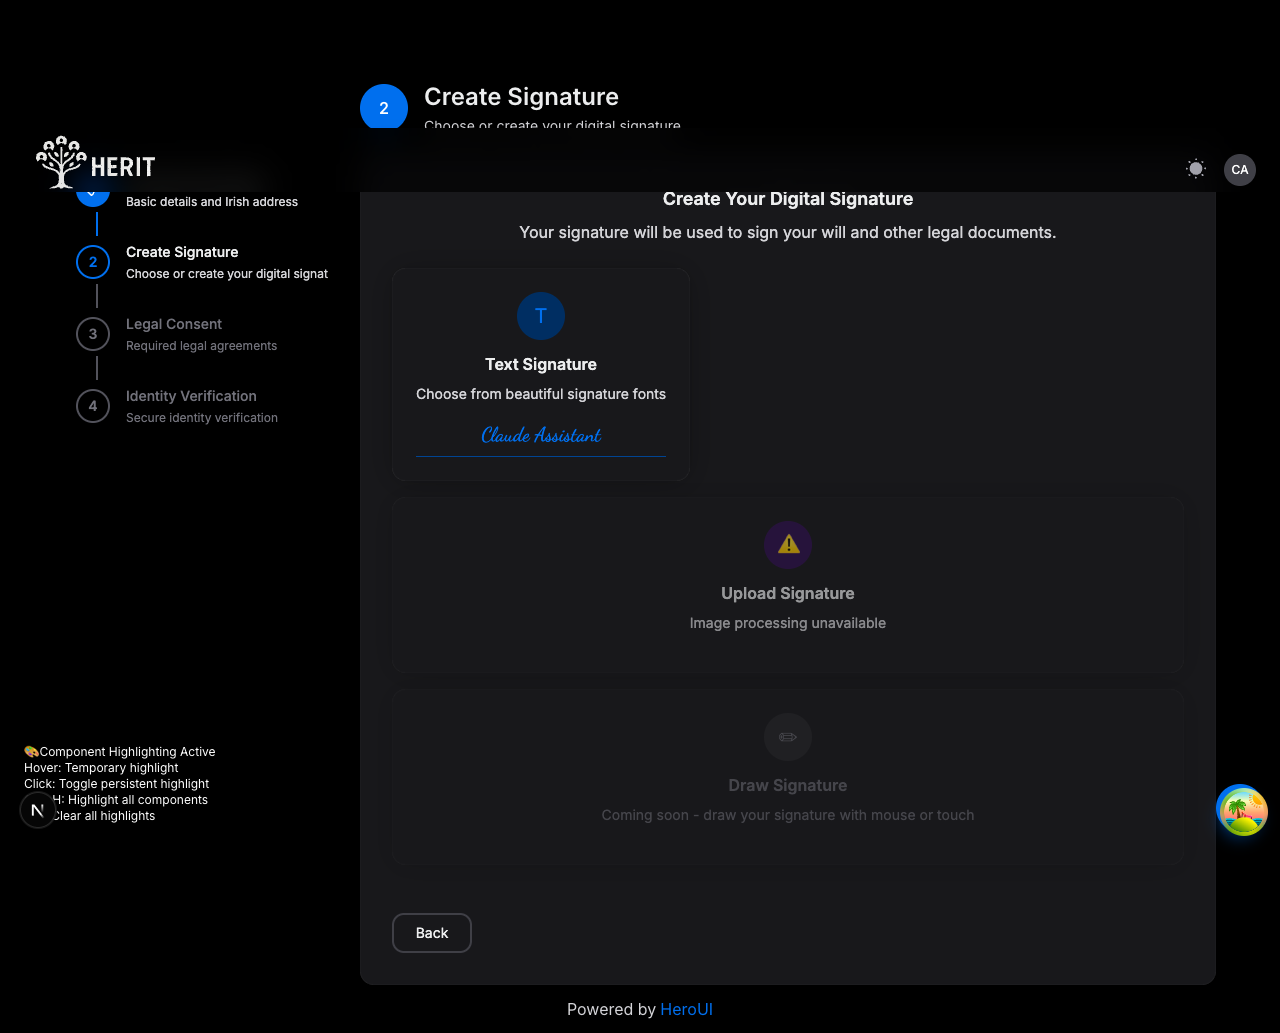 2
Create Signature
Choose or create your digital signature
HERIT
CA
Basic details and Irish address
2
Create Signature
Choose or create your digital signat
3
Legal Consent
Required legal agreements
4
Identity Verification
Secure identity verification
Create Your Digital Signature
Your signature will be used to sign your will and other legal documents.
T
Text Signature
Choose from beautiful signature fonts
Claude Assistant
Upload Signature
Image processing unavailable
Draw Signature
Coming soon - draw your signature with mouse or touch
Back
🎨Component Highlighting Active
Hover: Temporary highlight
Click: Toggle persistent highlight
H: Highlight all components
Clear all highlights
N
Powered by HeroUI